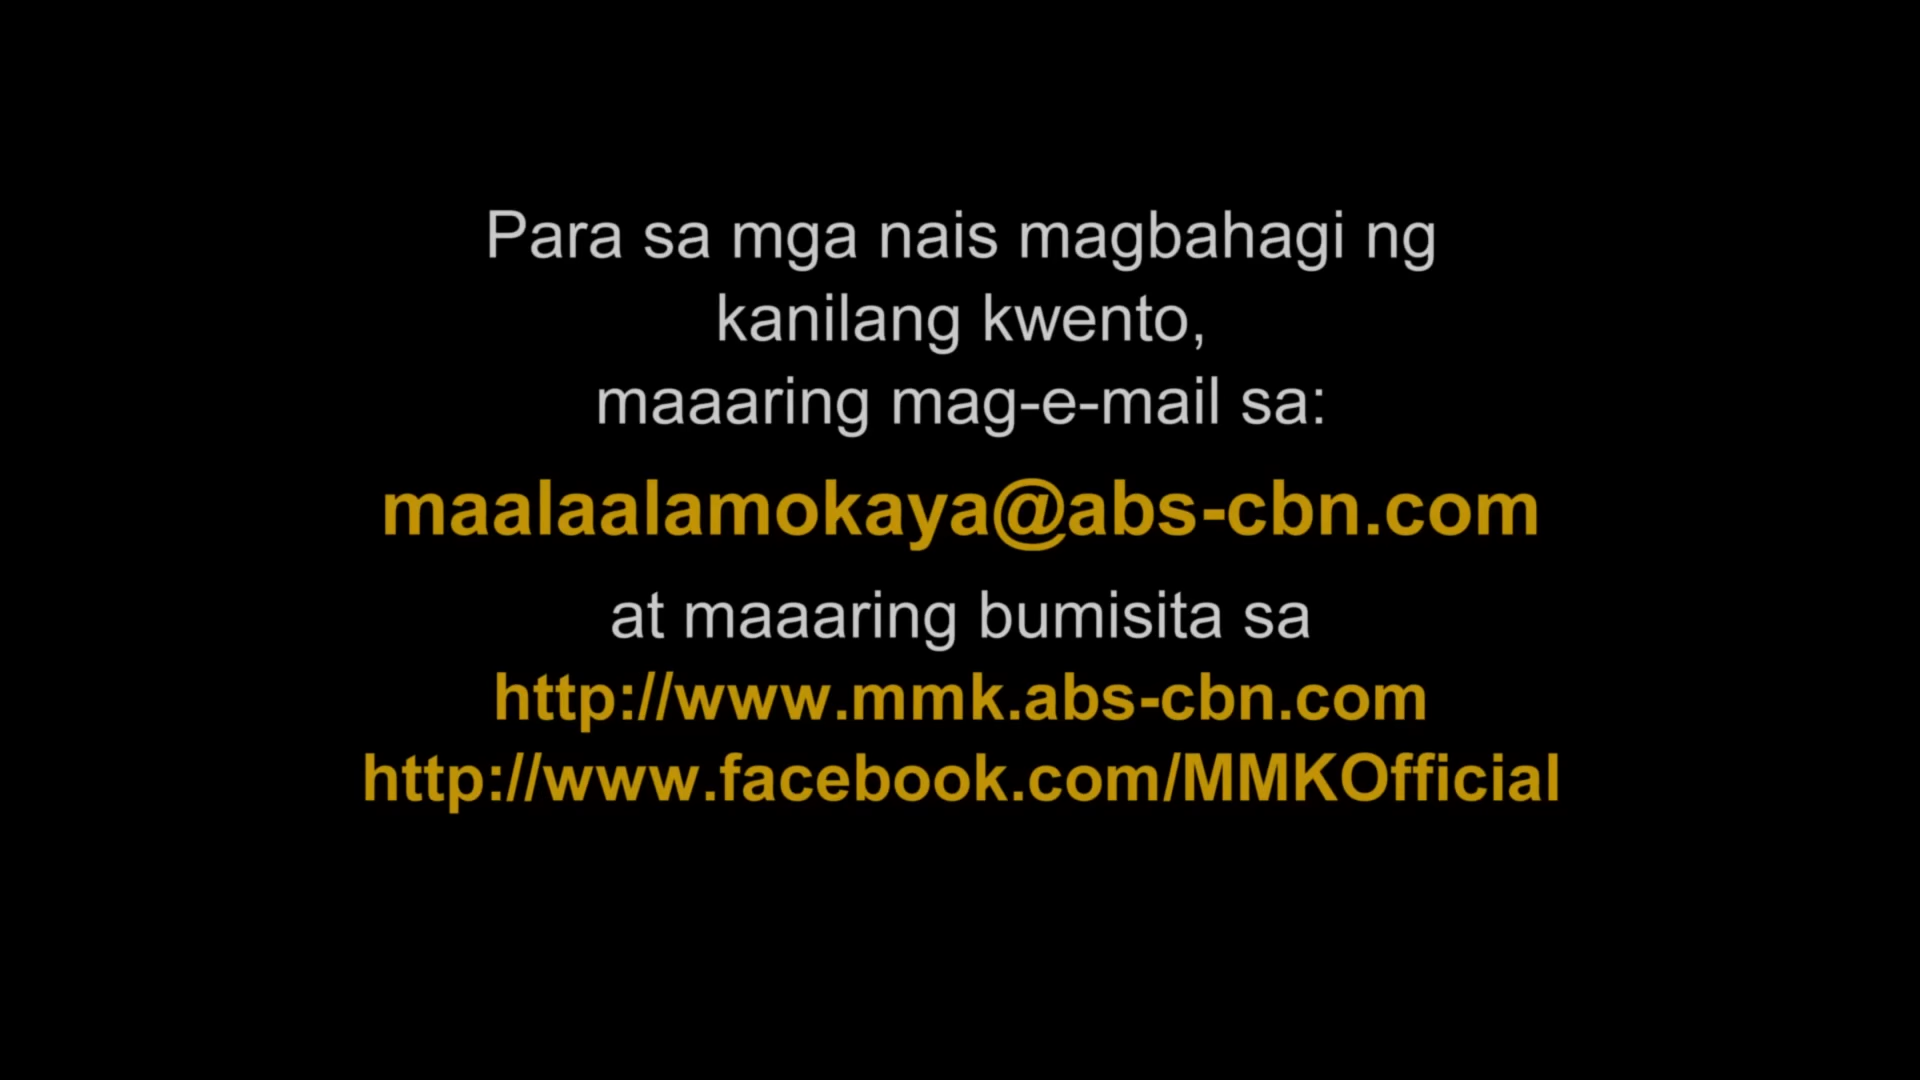 Para sa mga nais magbahagi ng
kanilang kwento,
maaaring mag-e-mail sa:
maalaalamokaya@abs-cbn.com
at maaaring bumisita sa
http://www.mmk.abs-cbn.com
http://www.facebook.com/MMKOfficial